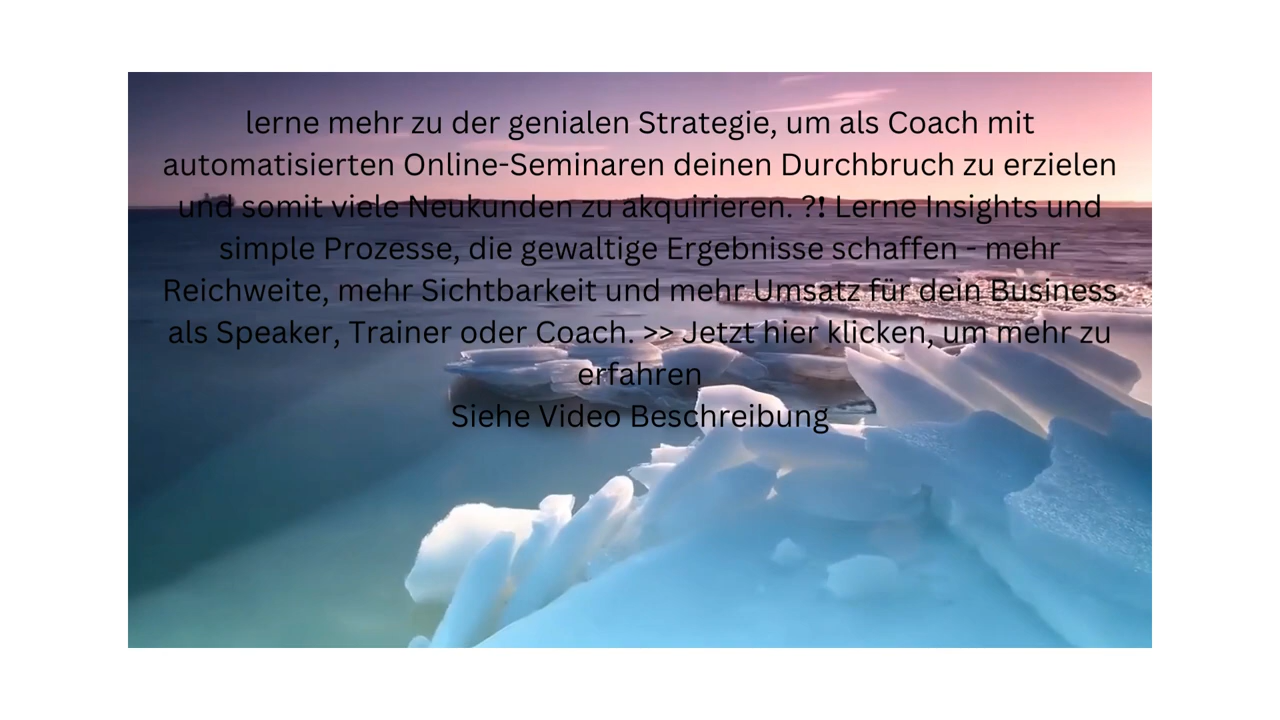 lerne mehr zu der genialen Strategie, um als Coach mit
automatisierten Online-Seminaren deinen Durchbruch zu erzielen
und somit viele Neukunden zu akquirieren. ?! Lerne Insights und
simple Prozesse, die gewaltige Ergebnisse schaffen - mehr
Reichweite, mehr Sichtbarkeit und mehr Umsatz für dein Business
als Speaker, Trainer oder Coach. >> Jetzt hier klicken, um mehr zu
erfahren
Siehe Video Beschreibung